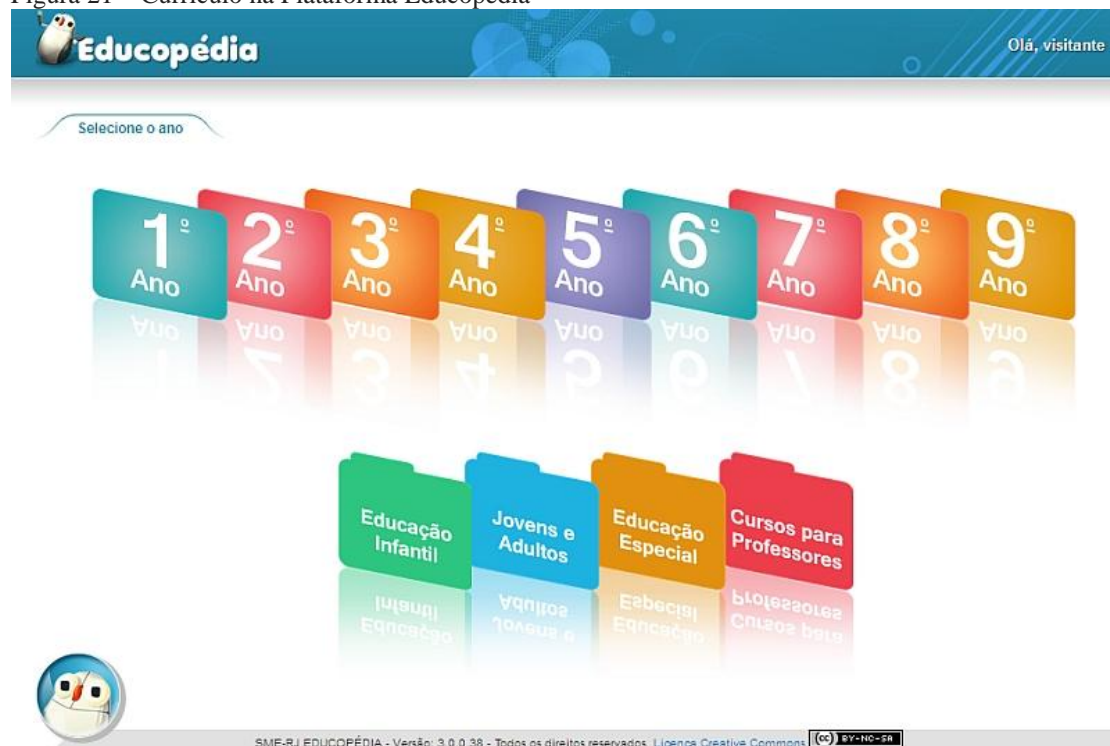 Figura 21 – Currículo na Plataforma Educopédia
Educopédia
Olá, visitante
Selecione o ano
1º Ano
2º Ano
3º Ano
4º Ano
5º Ano
6º Ano
7º Ano
8º Ano
9º Ano
Educação
Infantil
Jovens e
Adultos
Educação
Especial
Cursos para
Professores
SME-RJ EDUCOPÉDIA - Versão: 3.0.0.38 - Todos os direitos reservados. Licença Creative Commons (cc) BY-NC-SA